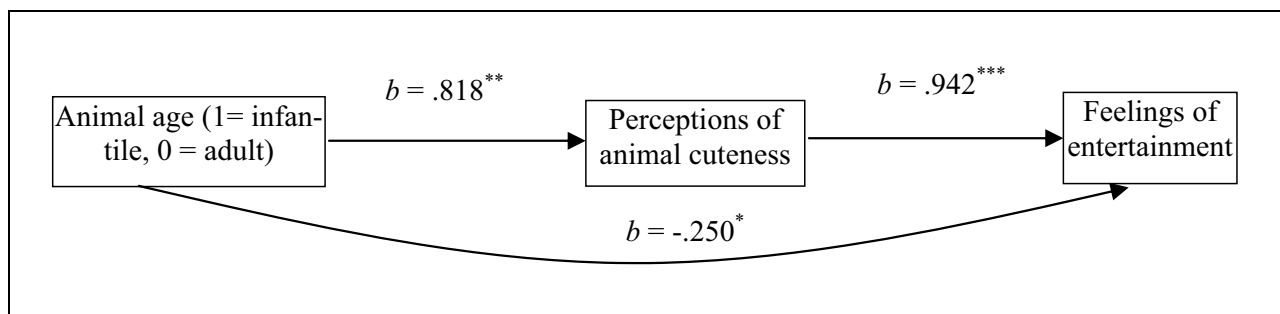 b = .818**
b = .942***
Animal age (1= infan-
tile, 0 = adult)
Perceptions of
animal cuteness
Feelings of
entertainment
b = -.250*